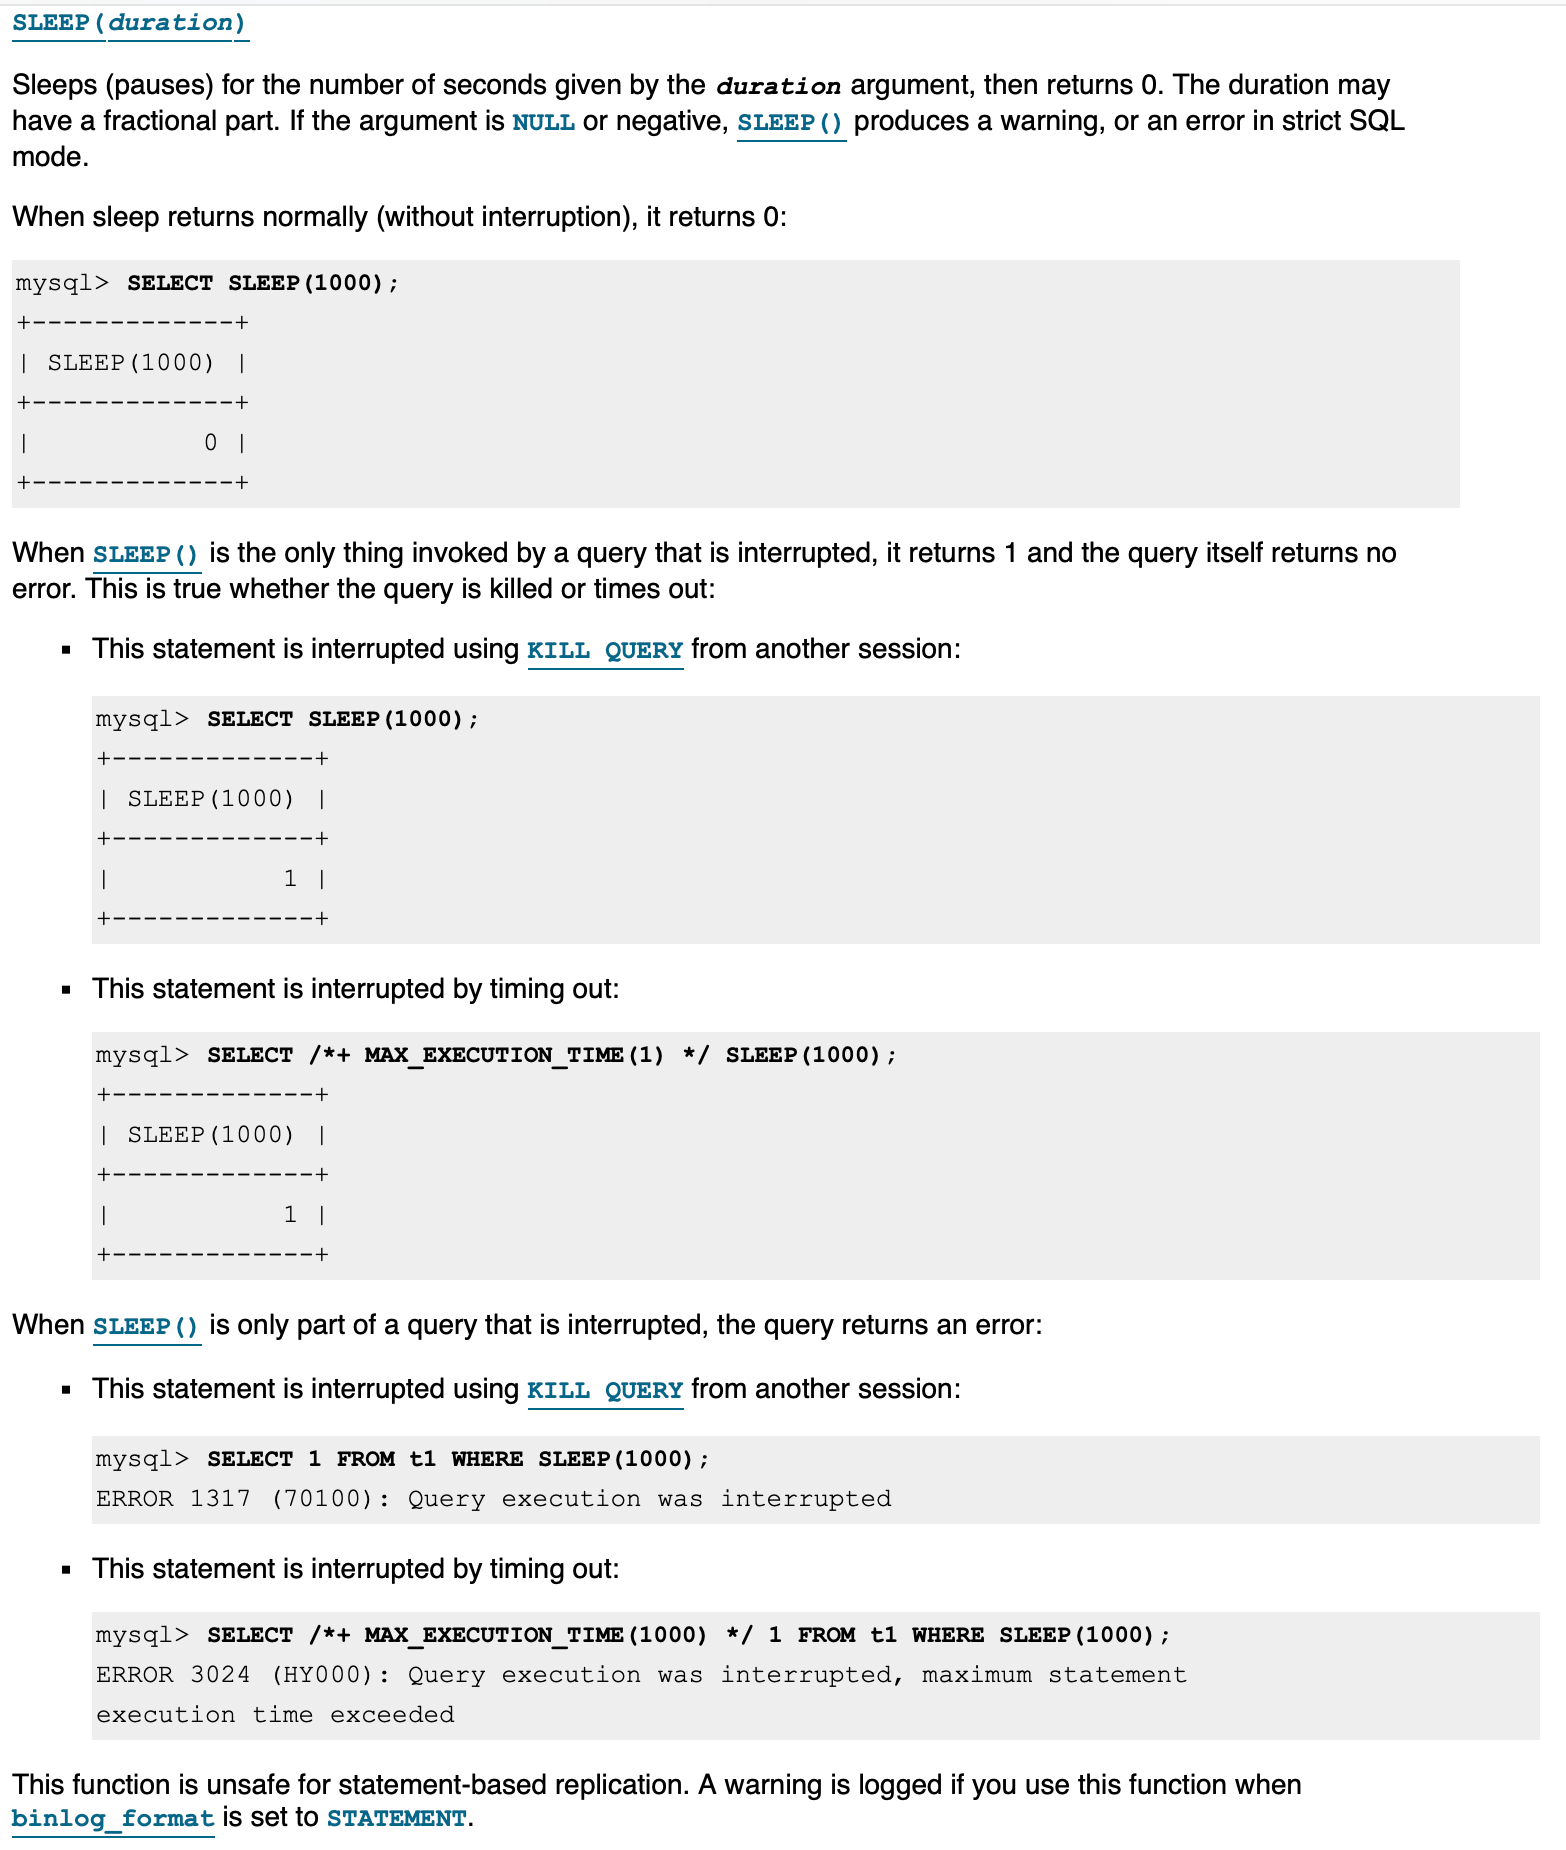 SLEEP(duration)
Sleeps (pauses) for the number of seconds given by the duration argument, then returns 0. The duration may
have a fractional part. If the argument is NULL or negative, SLEEP() produces a warning, or an error in strict SQL
mode.
When sleep returns normally (without interruption), it returns 0:
mysql> SELECT SLEEP(1000);
+-------------+
| SLEEP(1000) |
+-------------+
|           0 |
+-------------+
When SLEEP() is the only thing invoked by a query that is interrupted, it returns 1 and the query itself returns no
error. This is true whether the query is killed or times out:
▪ This statement is interrupted using KILL QUERY from another session:
mysql> SELECT SLEEP(1000);
+-------------+
| SLEEP(1000) |
+-------------+
|           1 |
+-------------+
▪ This statement is interrupted by timing out:
mysql> SELECT /*+ MAX_EXECUTION_TIME(1) */ SLEEP(1000);
+-------------+
| SLEEP(1000) |
+-------------+
|           1 |
+-------------+
When SLEEP() is only part of a query that is interrupted, the query returns an error:
▪ This statement is interrupted using KILL QUERY from another session:
mysql> SELECT 1 FROM t1 WHERE SLEEP(1000);
ERROR 1317 (70100): Query execution was interrupted
▪ This statement is interrupted by timing out:
mysql> SELECT /*+ MAX_EXECUTION_TIME(1000) */ 1 FROM t1 WHERE SLEEP(1000);
ERROR 3024 (HY000): Query execution was interrupted, maximum statement
execution time exceeded
This function is unsafe for statement-based replication. A warning is logged if you use this function when
binlog_format is set to STATEMENT.